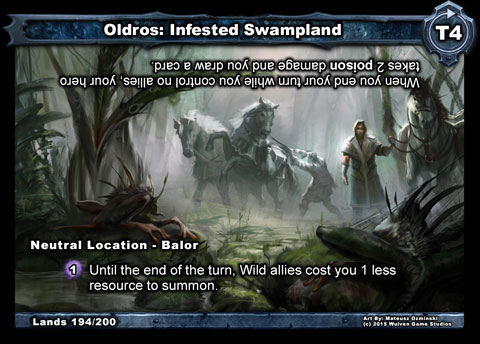 Oldros: Infested Swampland
T4
When you end your turn while you control no allies, your hero
takes 2 poison damage and you draw a card.
Neutral Location - Balor
1 Until the end of the turn, Wild allies cost you 1 less
resource to summon.
Lands 194/200
Art By: Mateusz Ozminski
(c) 2015 Wulven Game Studios